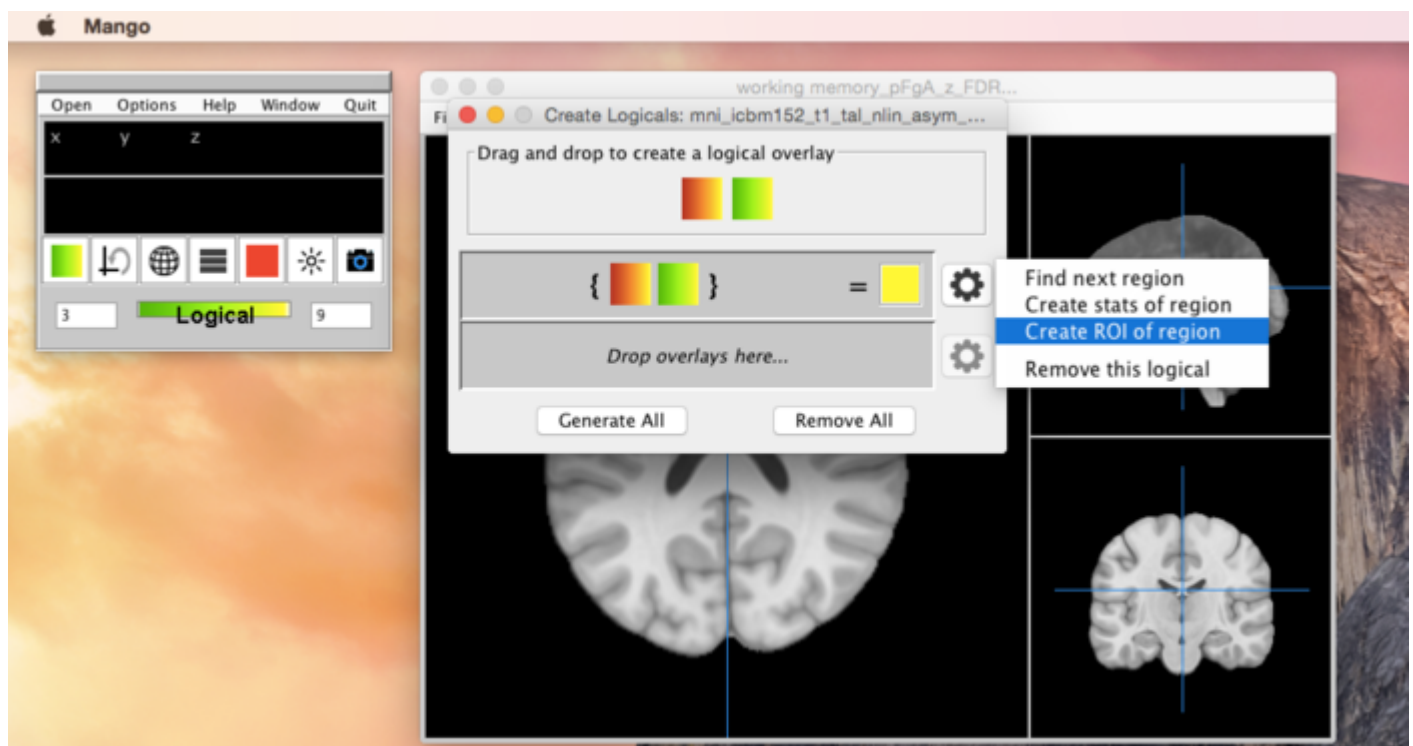 Mango
Open Options Help Window Quit
x y z
3 Logical 9
working memory_pFgA_z_FDR...
Fi
Create Logicals: mni_icbm152_t1_tal_nlin_asym_...
Drag and drop to create a logical overlay
{ } =
Drop overlays here...
Generate All Remove All
Find next region
Create stats of region
Create ROI of region
Remove this logical